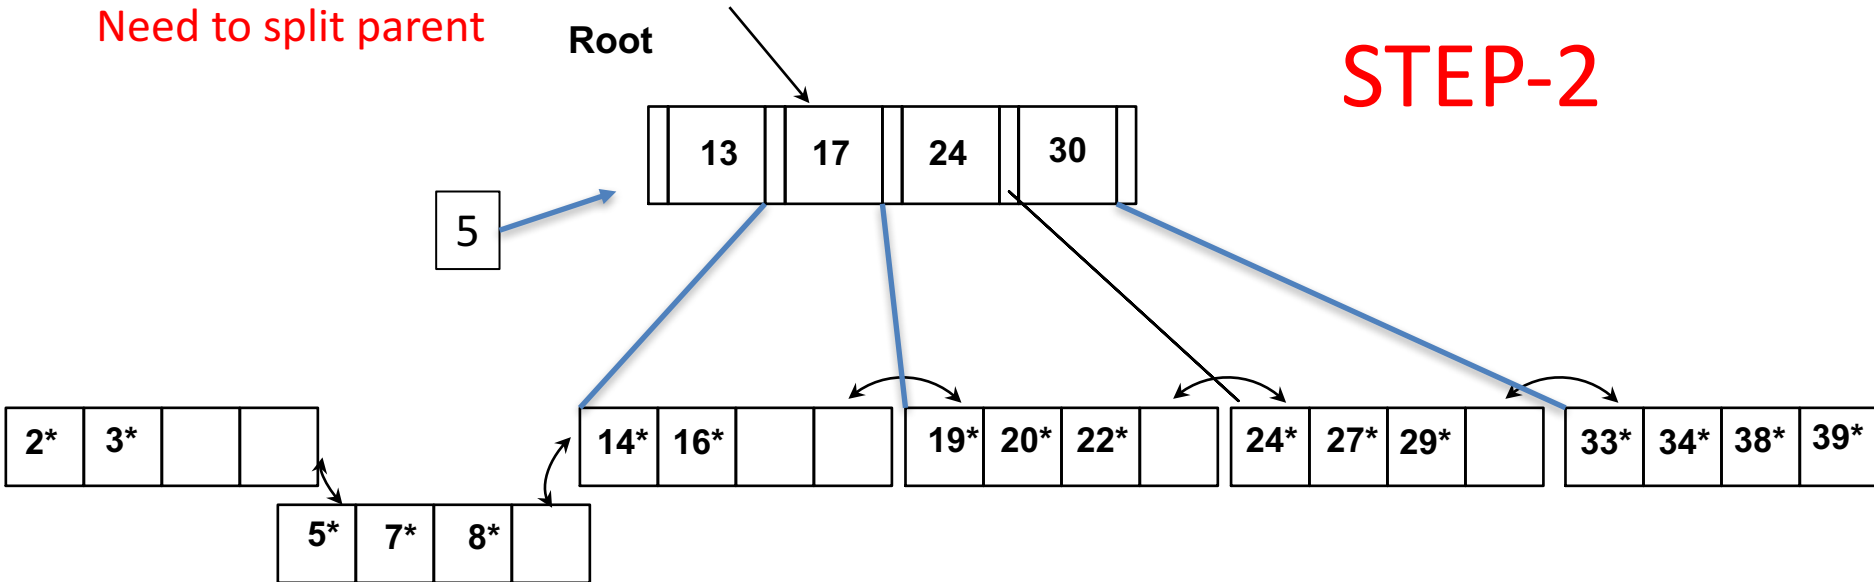 Need to split parent
Root
STEP-2
13 17 24 30
5
2* 3* 14* 16* 19* 20* 22* 24* 27* 29* 33* 34* 38* 39*
5* 7* 8*